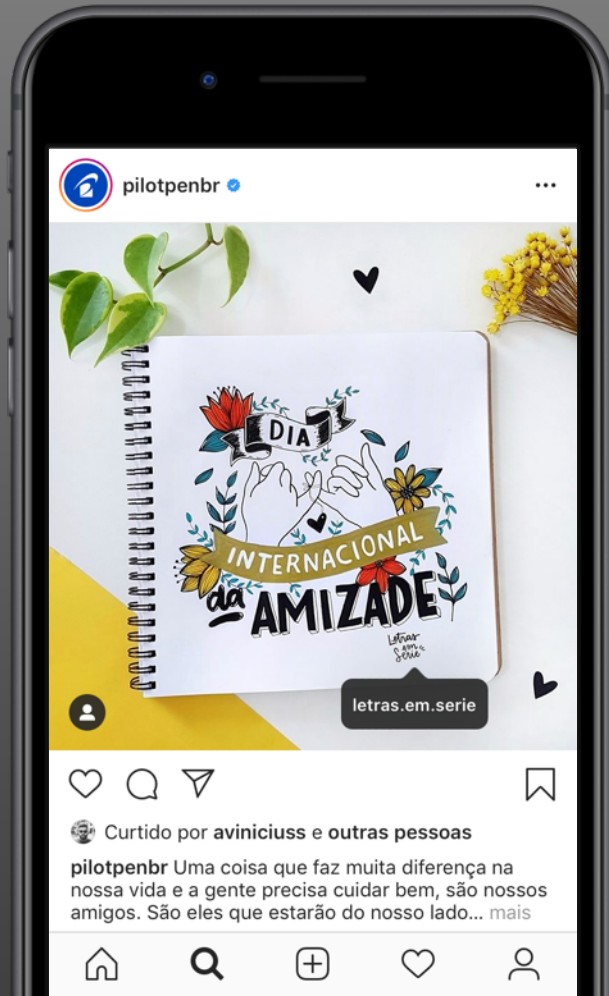 pilotpenbr
DIA
INTERNACIONAL
da AMIZADE
Letras
em
Serie
letras.em.serie
Curtido por aviniciuss e outras pessoas
pilotpenbr Uma coisa que faz muita diferença na
nossa vida e a gente precisa cuidar bem, são nossos
amigos. São eles que estarão do nosso lado... mais